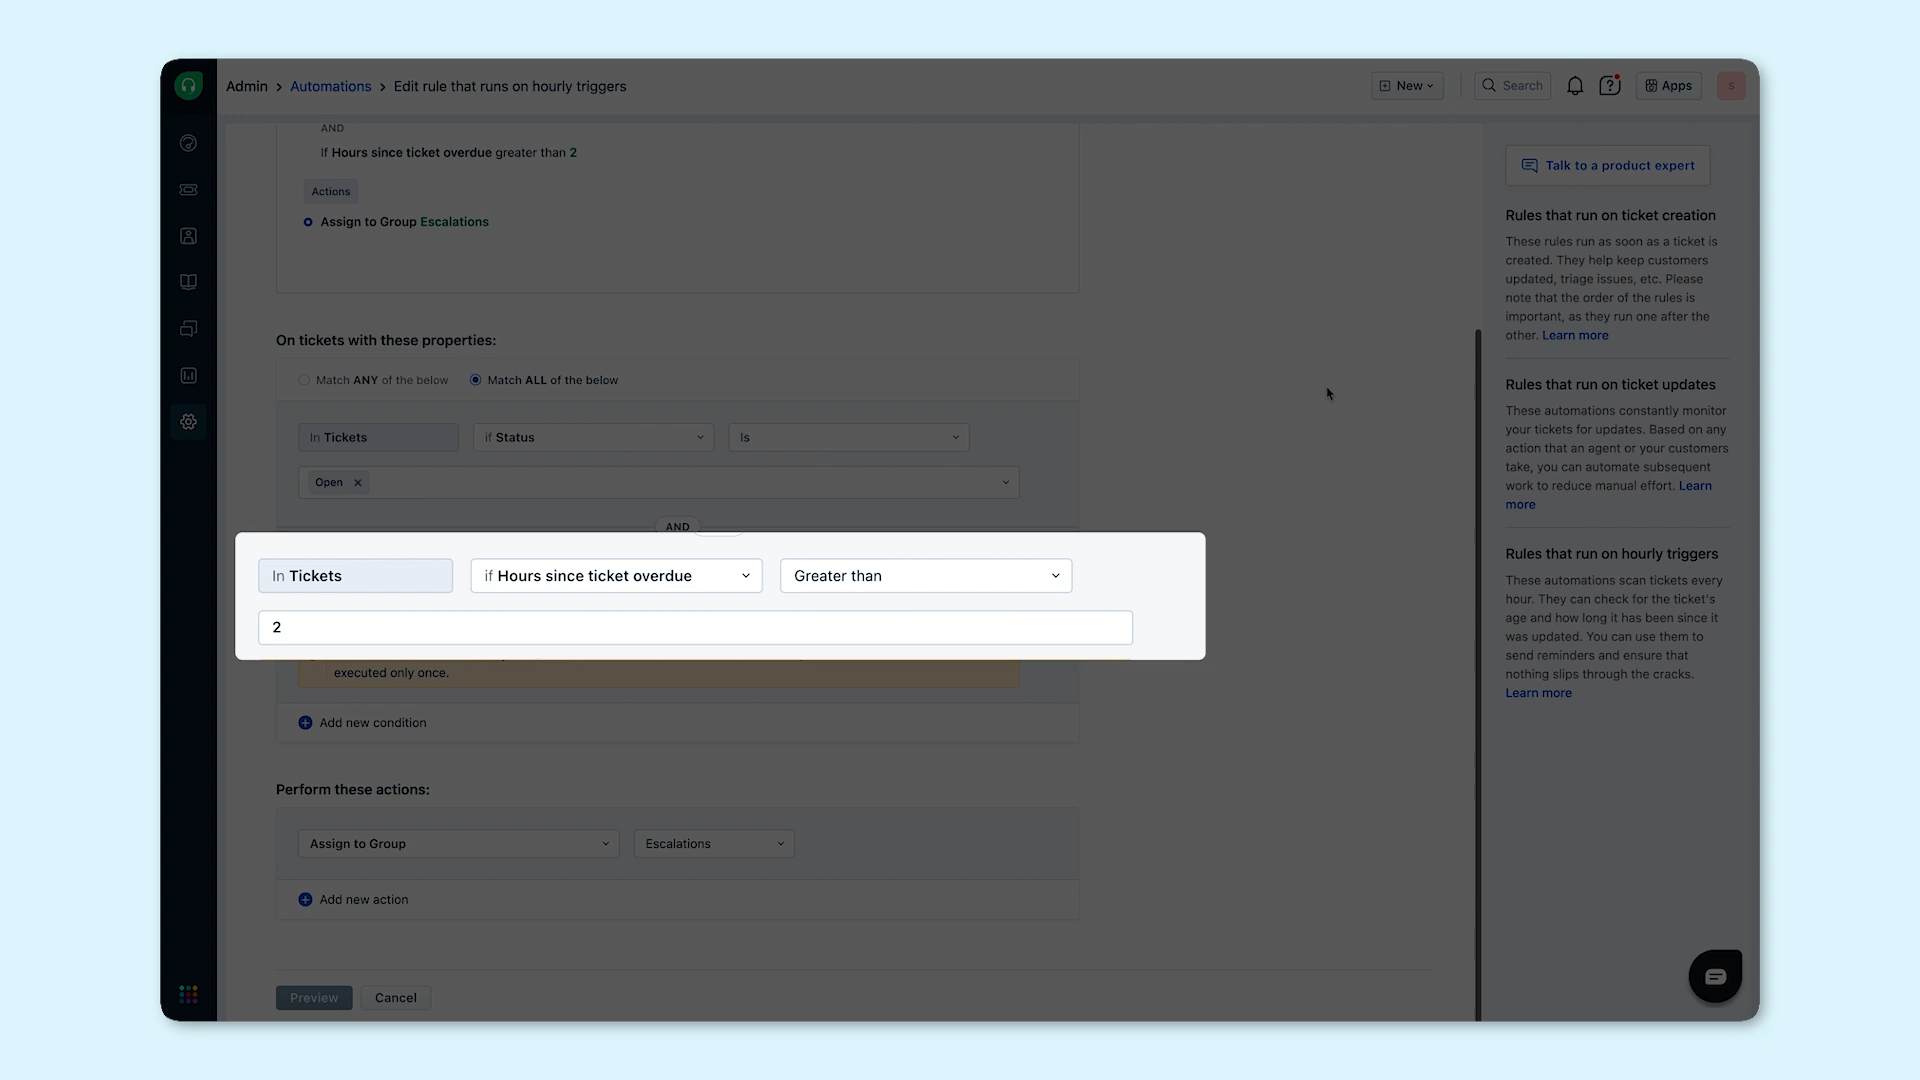 Admin > Automations > Edit rule that runs on hourly triggers
New
Search
Apps
S
AND
If Hours since ticket overdue greater than 2
Actions
Assign to Group Escalations
On tickets with these properties:
Match ANY of the below
Match ALL of the below
In Tickets
if Status
Is
Open ×
AND
In Tickets
if Hours since ticket overdue
Greater than
2
executed only once.
Add new condition
Perform these actions:
Assign to Group
Escalations
Add new action
Preview
Cancel
Talk to a product expert
Rules that run on ticket creation
These rules run as soon as a ticket is
created. They help keep customers
updated, triage issues, etc. Please
note that the order of the rules is
important, as they run one after the
other. Learn more
Rules that run on ticket updates
These automations constantly monitor
your tickets for updates. Based on any
action that an agent or your customers
take, you can automate subsequent
work to reduce manual effort. Learn
more
Rules that run on hourly triggers
These automations scan tickets every
hour. They can check for the ticket's
age and how long it has been since it
was updated. You can use them to
send reminders and ensure that
nothing slips through the cracks.
Learn more